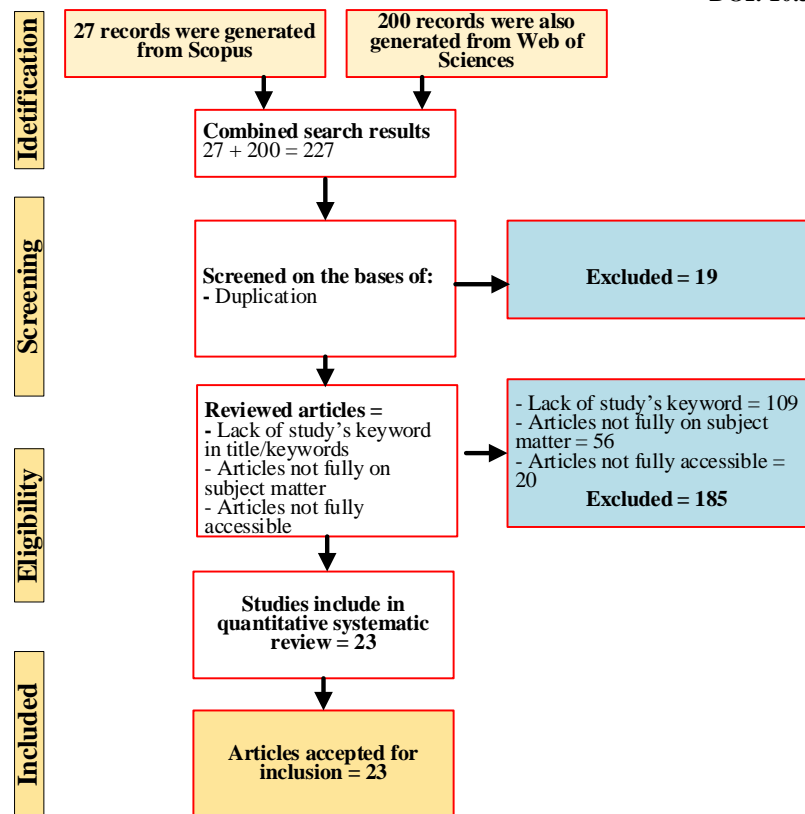 27 records were generated
from Scopus
200 records were also
generated from Web of
Sciences
Idetification
Combined search results
27 + 200 = 227
Screening
Screened on the bases of:
- Duplication
Excluded = 19
Eligibility
Reviewed articles =
- Lack of study’s keyword
in title/keywords
- Articles not fully on
subject matter
- Articles not fully
accessible
- Lack of study’s keyword = 109
- Articles not fully on subject
matter = 56
- Articles not fully accessible =
20
Excluded = 185
Studies include in
quantitative systematic
review = 23
Included
Articles accepted for
inclusion = 23